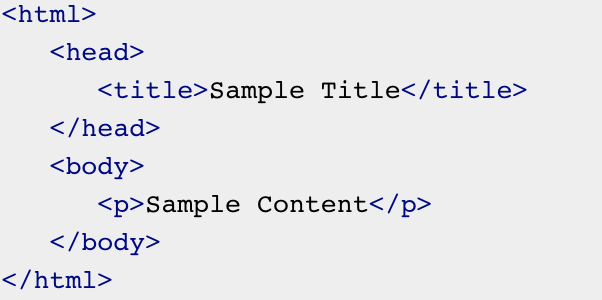 <html>
   <head>
      <title>Sample Title</title>
   </head>
   <body>
      <p>Sample Content</p>
   </body>
</html>